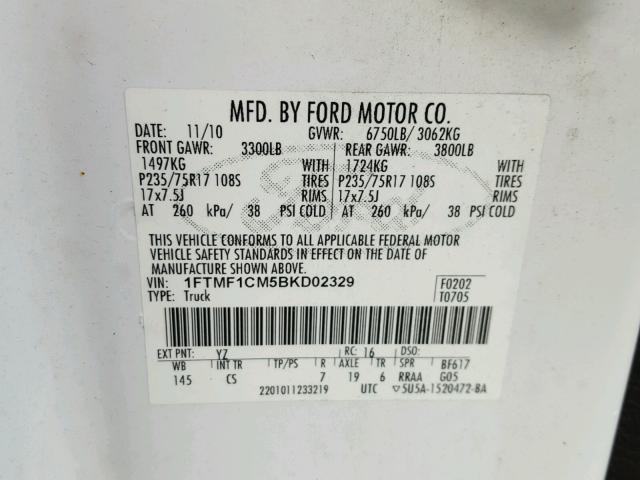 MFD. BY FORD MOTOR CO.
DATE: 11/10 GVWR: 6750LB/ 3062KG
FRONT GAWR: 3300LB REAR GAWR: 3800LB
1497KG WITH 1724KG WITH
P235/75R17 108S TIRES P235/75R17 108S TIRES
17x7.5J RIMS 17x7.5J RIMS
AT 260 kPa/ 38 PSI COLD AT 260 kPa/ 38 PSI COLD
THIS VEHICLE CONFORMS TO ALL APPLICABLE FEDERAL MOTOR
VEHICLE SAFETY STANDARDS IN EFFECT ON THE DATE OF
MANUFACTURE SHOWN ABOVE.
VIN: 1FTMF1CM5BKD02329 F0202
TYPE: Truck T0705
EXT PNT: YZ RC: 16 DSO:
WB INT TR TP/PS R AXLE TR SPR BF617
145 CS 7 19 6 RRAA G05
2201011233219 UTC ▽5U5A-1520472-BA